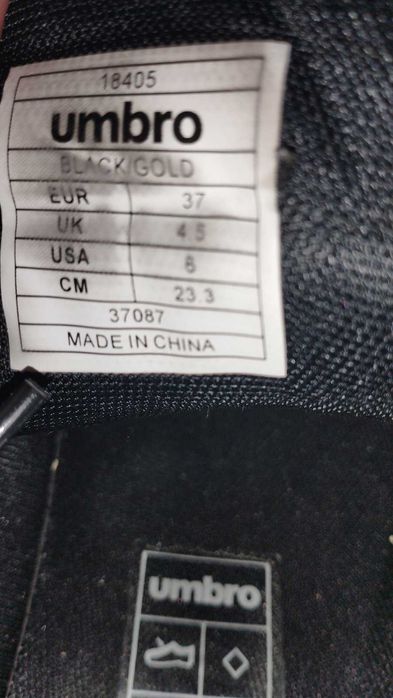 18405
umbro
BLACK/GOLD
EUR 37
UK 4.5
USA 6
CM 23.3
37087
MADE IN CHINA
umbro